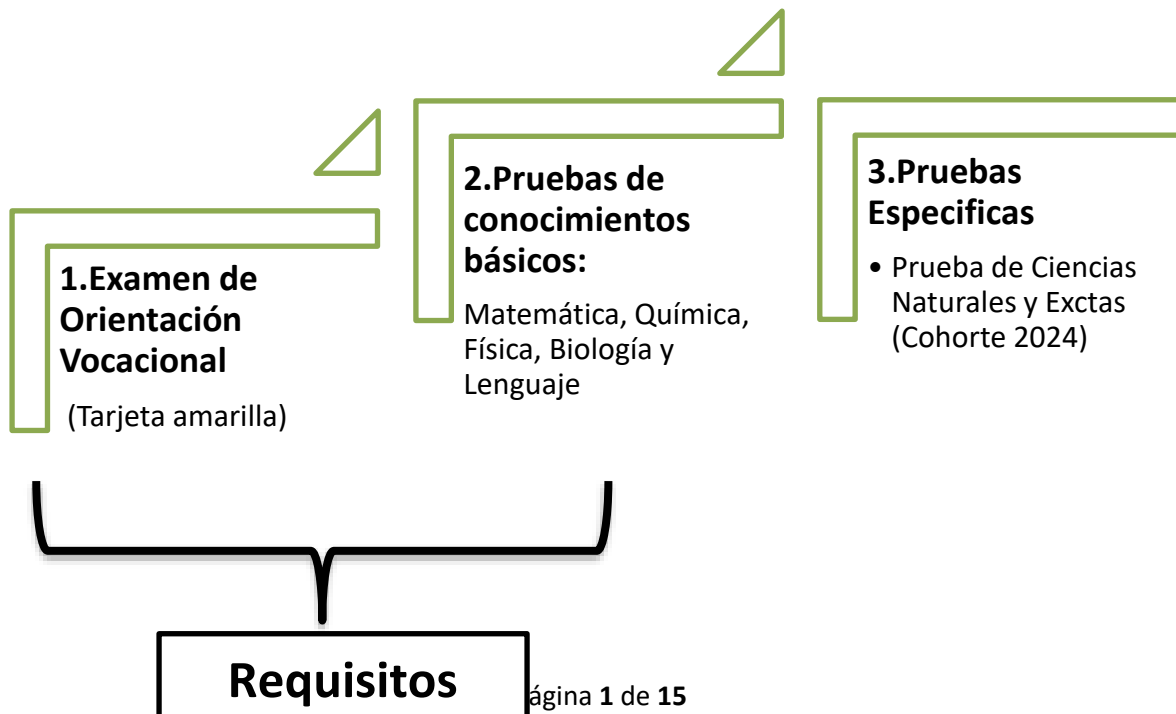 1.Examen de
Orientación
Vocacional
(Tarjeta amarilla)
2.Pruebas de
conocimientos
básicos:
Matemática, Química,
Física, Biología y
Lenguaje
3.Pruebas
Especificas
• Prueba de Ciencias
Naturales y Exctas
(Cohorte 2024)
Requisitos
ágina 1 de 15